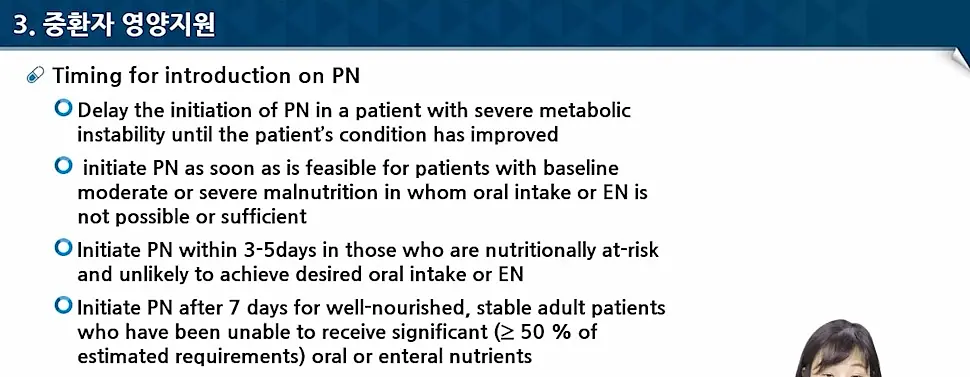 3. 중환자 영양지원
Timing for introduction on PN
Delay the initiation of PN in a patient with severe metabolic
instability until the patient's condition has improved
initiate PN as soon as is feasible for patients with baseline
moderate or severe malnutrition in whom oral intake or EN is
not possible or sufficient
Initiate PN within 3-5days in those who are nutritionally at-risk
and unlikely to achieve desired oral intake or EN
Initiate PN after 7 days for well-nourished, stable adult patients
who have been unable to receive significant (≥ 50 % of
estimated requirements) oral or enteral nutrients